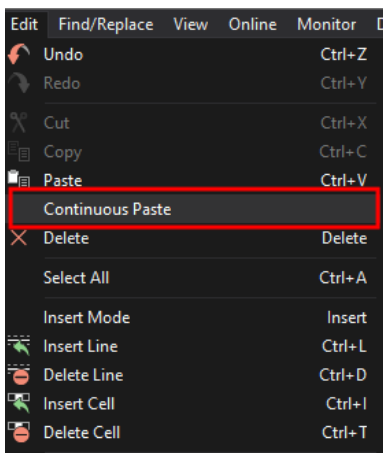 Edit Find/Replace View Online Monitor
Undo Ctrl+Z
Redo Ctrl+Y
Cut Ctrl+X
Copy Ctrl+C
Paste Ctrl+V
Continuous Paste
Delete Delete
Select All Ctrl+A
Insert Mode Insert
Insert Line Ctrl+L
Delete Line Ctrl+D
Insert Cell Ctrl+I
Delete Cell Ctrl+T